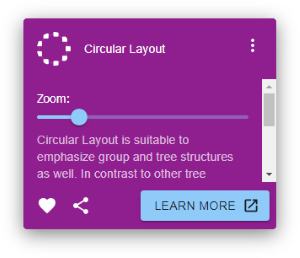 Circular Layout
Zoom:
Circular Layout is suitable to
emphasize group and tree structures
as well. In contrast to other tree
LEARN MORE